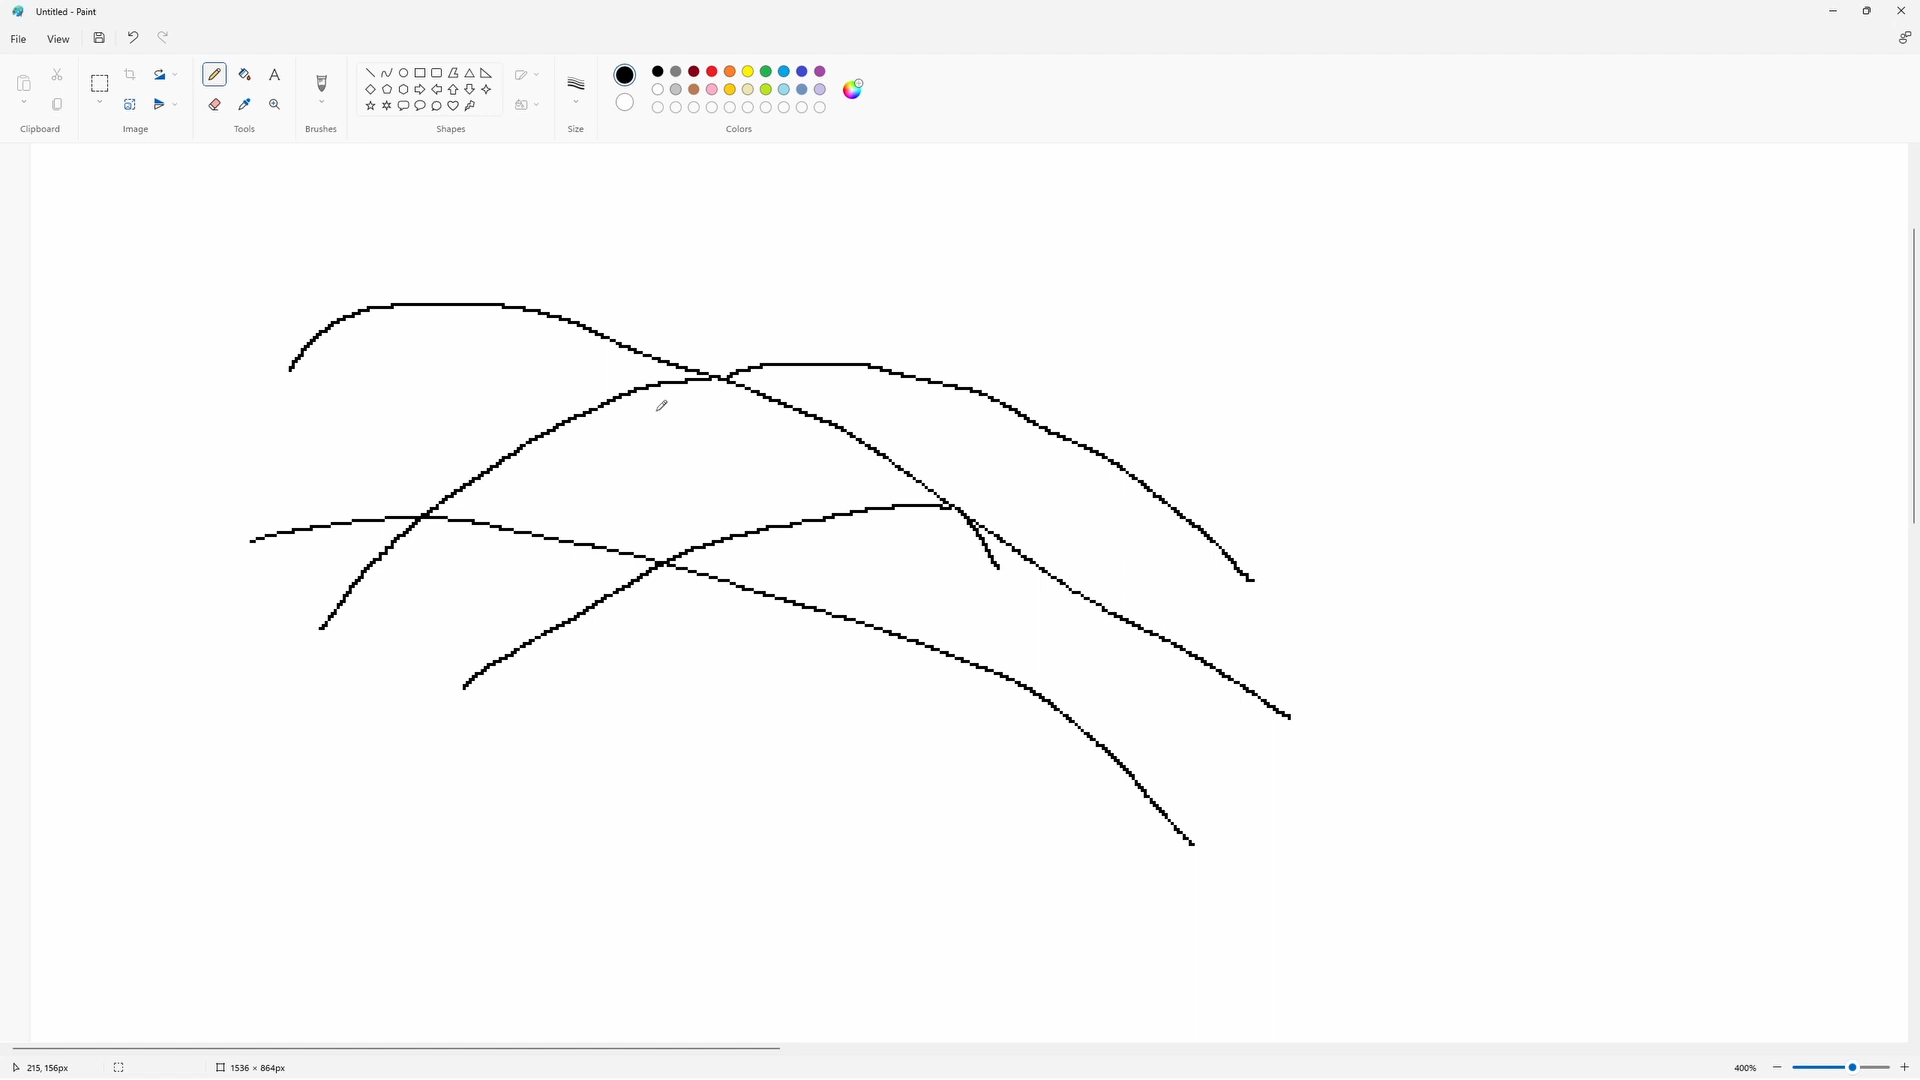 Untitled - Paint
File View
Clipboard Image Tools Brushes Shapes Size Colors
215, 156px 1536 × 864px 400%